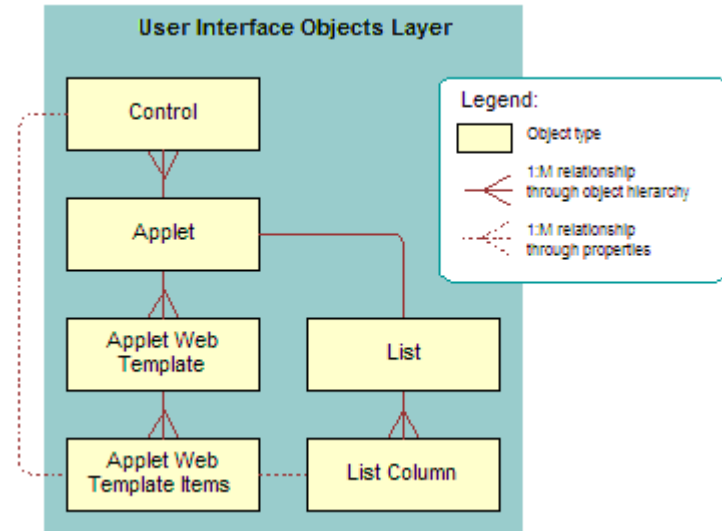 User Interface Objects Layer
Control
Legend:
Object type
1:M relationship
through object hierarchy
1:M relationship
through properties
Applet
Applet Web
Template
List
Applet Web
Template Items
List Column